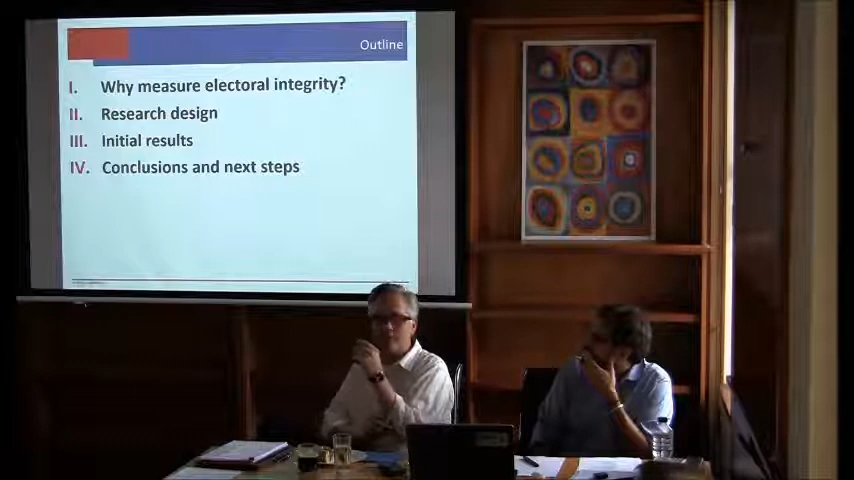 Outline
I. Why measure electoral integrity?
II. Research design
III. Initial results
IV. Conclusions and next steps